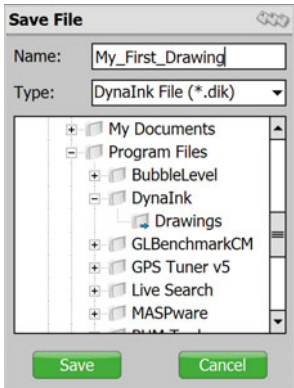 Save File
Name: My_First_Drawing
Type: DynaInk File (*.dik)
My Documents
Program Files
BubbleLevel
DynaInk
Drawings
GLBenchmarkCM
GPS Tuner v5
Live Search
MASPware
Save Cancel